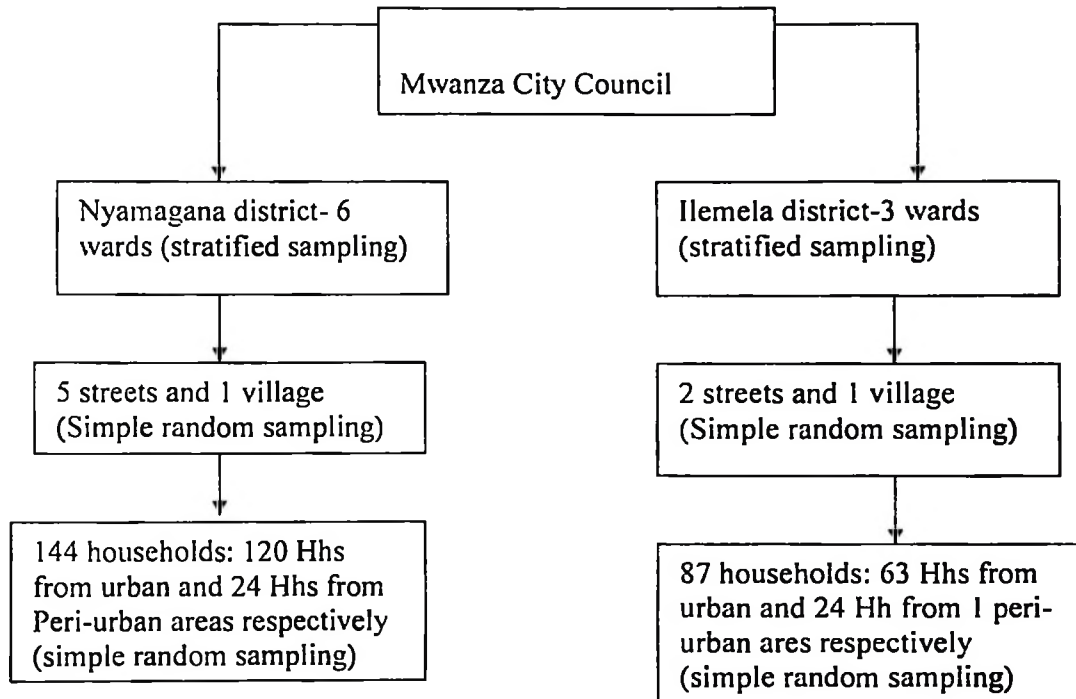 Mwanza City Council
Nyamagana district- 6
wards (stratified sampling)
Ilemela district-3 wards
(stratified sampling)
5 streets and 1 village
(Simple random sampling)
2 streets and 1 village
(Simple random sampling)
144 households: 120 Hhs
from urban and 24 Hhs from
Peri-urban areas respectively
(simple random sampling)
87 households: 63 Hhs from
urban and 24 Hh from 1 peri-
urban ares respectively
(simple random sampling)